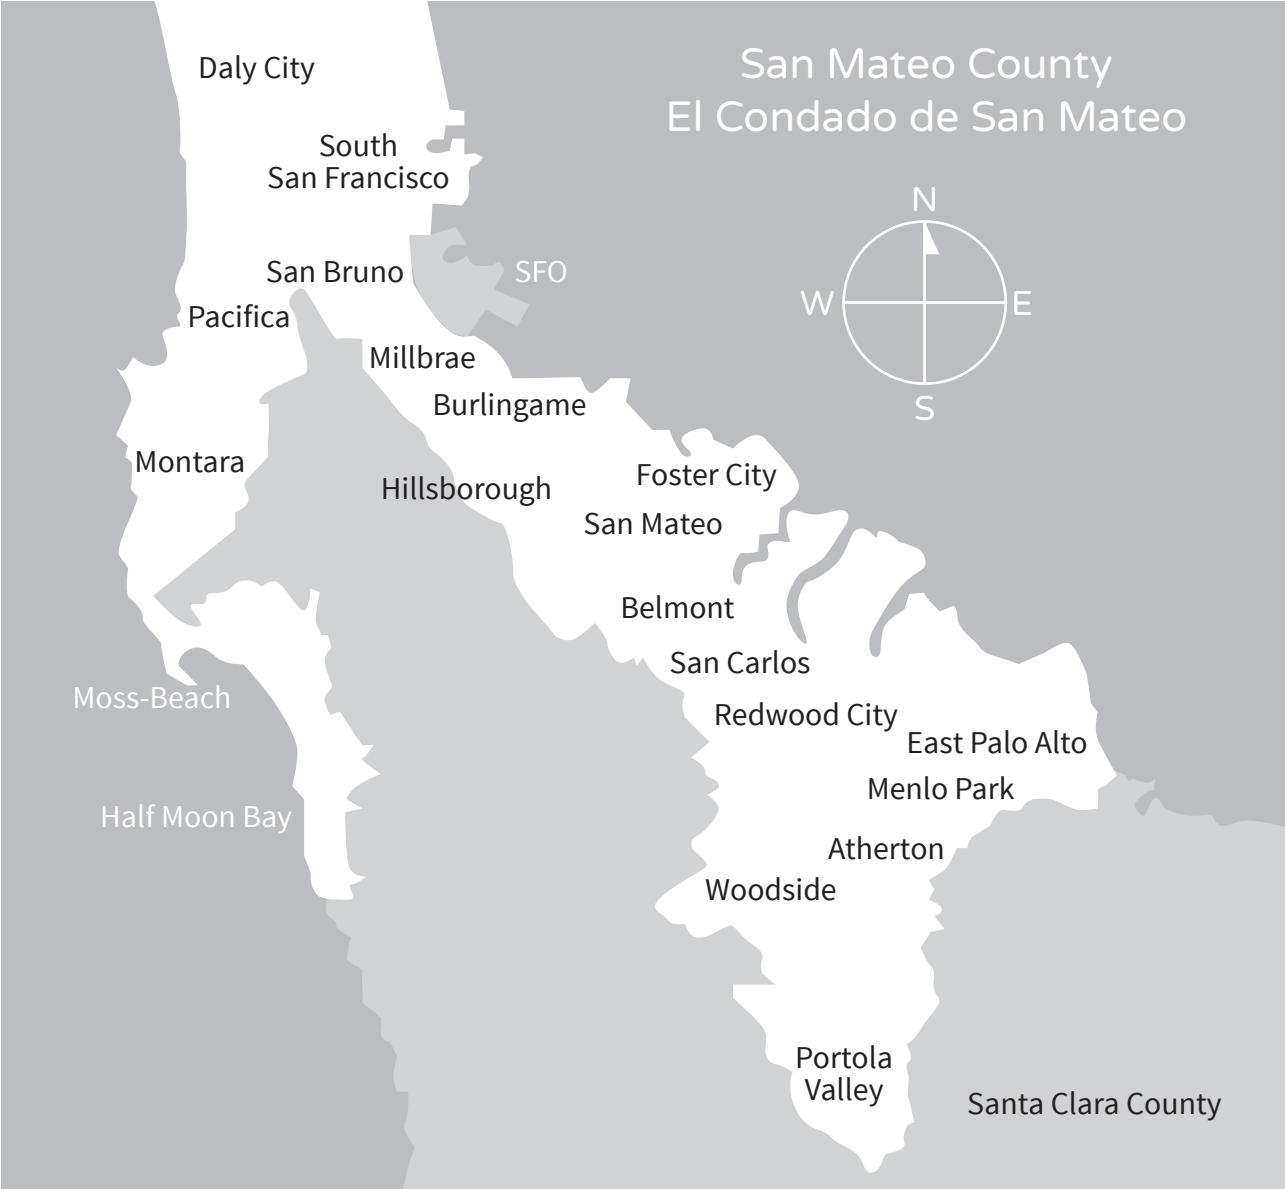 San Mateo County
El Condado de San Mateo
Daly City
South
San Francisco
N
W
E
S
San Bruno
SFO
Pacifica
Millbrae
Burlingame
Montara
Hillsborough
Foster City
San Mateo
Belmont
San Carlos
Moss-Beach
Redwood City
East Palo Alto
Menlo Park
Half Moon Bay
Atherton
Woodside
Portola
Valley
Santa Clara County